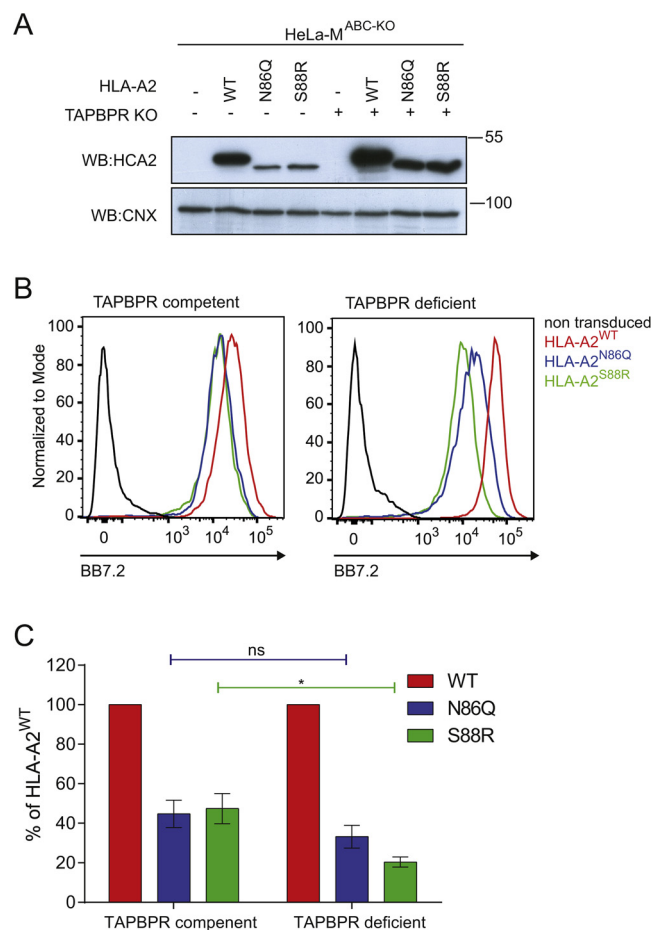 A
HeLa-M^ABC-KO
HLA-A2 - WT N86Q S88R - WT N86Q S88R
TAPBPR KO - - - - + + + +
WB:HCA2
55
WB:CNX
100
B
TAPBPR competent
TAPBPR deficient
Normalized to Mode
100
80
60
40
20
0
0 10^3 10^4 10^5
BB7.2
100
80
60
40
20
0
0 10^3 10^4 10^5
BB7.2
non transduced
HLA-A2^WT
HLA-A2^N86Q
HLA-A2^S88R
C
ns
*
WT
N86Q
S88R
% of HLA-A2^WT
120
100
80
60
40
20
0
TAPBPR compenent
TAPBPR deficient